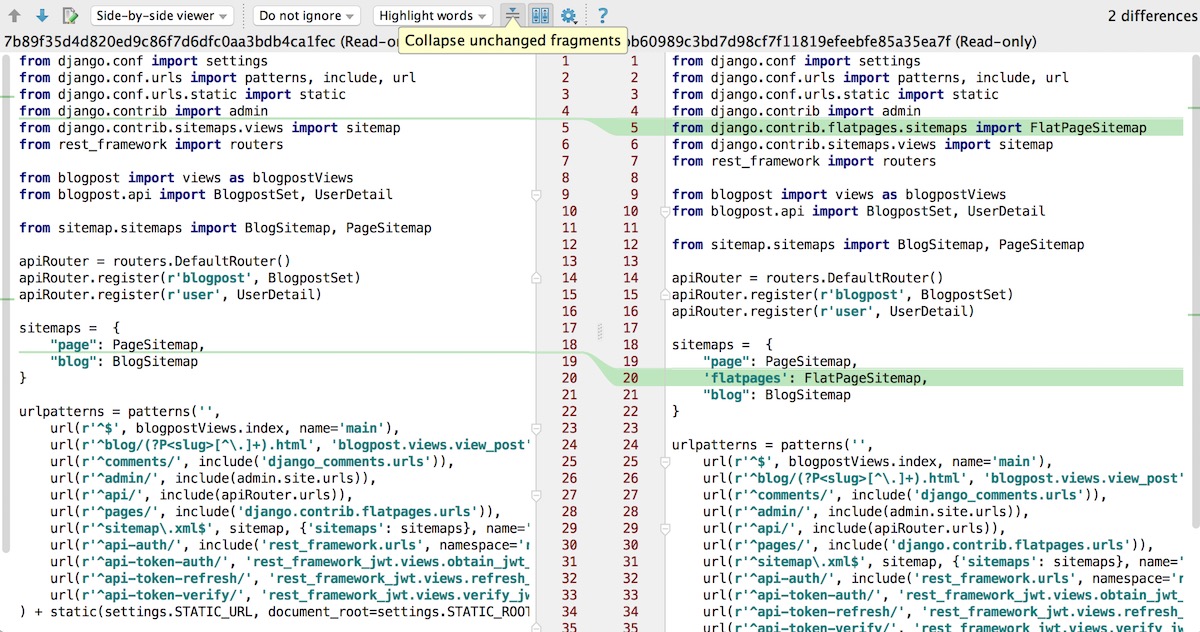 Side-by-side viewer
Do not ignore
Highlight words
?
2 differences
7b89f35d4d820ed9c86f7d6dfc0aa3bdb4ca1fec (Read-on
Collapse unchanged fragments
b60989c3bd7d98cf7f11819efeebfe85a35ea7f (Read-only)
from django.conf import settings
from django.conf.urls import patterns, include, url
from django.conf.urls.static import static
from django.contrib import admin
from django.contrib.sitemaps.views import sitemap
from rest_framework import routers
from blogpost import views as blogpostViews
from blogpost.api import BlogpostSet, UserDetail
from sitemap.sitemaps import BlogSitemap, PageSitemap
apiRouter = routers.DefaultRouter()
apiRouter.register(r'blogpost', BlogpostSet)
apiRouter.register(r'user', UserDetail)
sitemaps =  {
    "page": PageSitemap,
    "blog": BlogSitemap
}
urlpatterns = patterns('',
    url(r'^$', blogpostViews.index, name='main'),
    url(r'^blog/(?P<slug>[^\.]+).html', 'blogpost.views.view_post'
    url(r'^comments/', include('django_comments.urls')),
    url(r'^admin/', include(admin.site.urls)),
    url(r'^api/', include(apiRouter.urls)),
    url(r'^pages/', include('django.contrib.flatpages.urls')),
    url(r'^sitemap\.xml$', sitemap, {'sitemaps': sitemaps}, name='
    url(r'^api-auth/', include('rest_framework.urls', namespace='r
    url(r'^api-token-auth/', 'rest_framework_jwt.views.obtain_jwt_
    url(r'^api-token-refresh/', 'rest_framework_jwt.views.refresh_
    url(r'^api-token-verify/', 'rest_framework_jwt.views.verify_jw
) + static(settings.STATIC_URL, document_root=settings.STATIC_ROOT
1 1
2 2
3 3
4 4
5 5
6 6
7 7
8 8
9 9
10 10
11 11
12 12
13 13
14 14
15 15
16 16
17 17
18 18
19 19
20 20
21 21
22 22
23 23
24 24
25 25
26 26
27 27
28 28
29 29
30 30
31 31
32 32
33 33
34 34
35 35
from django.conf import settings
from django.conf.urls import patterns, include, url
from django.conf.urls.static import static
from django.contrib import admin
from django.contrib.flatpages.sitemaps import FlatPageSitemap
from django.contrib.sitemaps.views import sitemap
from rest_framework import routers
from blogpost import views as blogpostViews
from blogpost.api import BlogpostSet, UserDetail
from sitemap.sitemaps import BlogSitemap, PageSitemap
apiRouter = routers.DefaultRouter()
apiRouter.register(r'blogpost', BlogpostSet)
apiRouter.register(r'user', UserDetail)
sitemaps =  {
    "page": PageSitemap,
    'flatpages': FlatPageSitemap,
    "blog": BlogSitemap
}
urlpatterns = patterns('',
    url(r'^$', blogpostViews.index, name='main'),
    url(r'^blog/(?P<slug>[^\.]+).html', 'blogpost.views.view_post'
    url(r'^comments/', include('django_comments.urls')),
    url(r'^admin/', include(admin.site.urls)),
    url(r'^api/', include(apiRouter.urls)),
    url(r'^pages/', include('django.contrib.flatpages.urls')),
    url(r'^sitemap\.xml$', sitemap, {'sitemaps': sitemaps}, name='
    url(r'^api-auth/', include('rest_framework.urls', namespace='r
    url(r'^api-token-auth/', 'rest_framework_jwt.views.obtain_jwt_
    url(r'^api-token-refresh/', 'rest_framework_jwt.views.refresh_
    url(r'^api-token-verify/', 'rest_framework_jwt.views.verify_jw